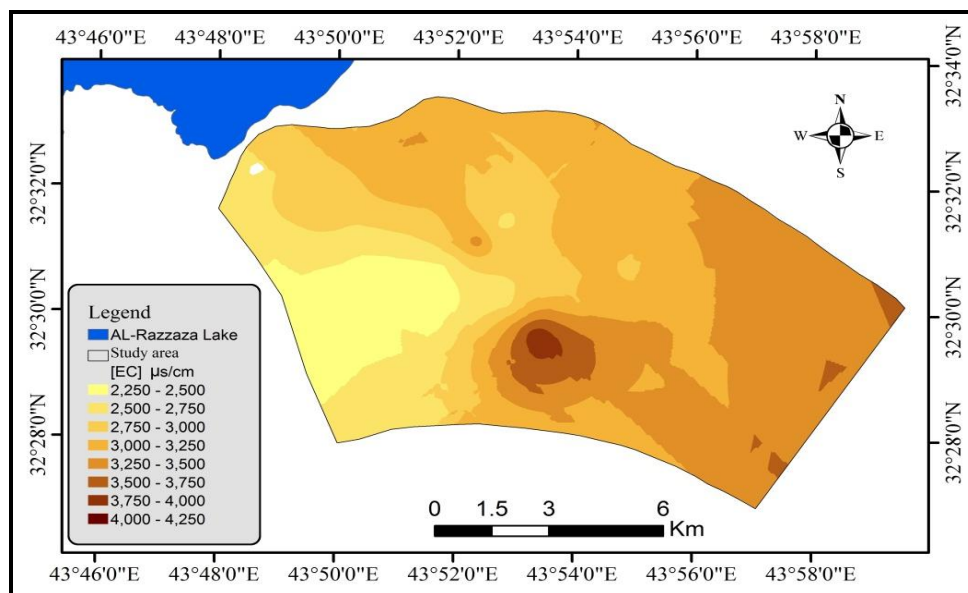 43°46'0"E 43°48'0"E 43°50'0"E 43°52'0"E 43°54'0"E 43°56'0"E 43°58'0"E
32°34'0"N
N
W E
S
32°32'0"N 32°32'0"N
32°30'0"N 32°30'0"N
32°28'0"N 32°28'0"N
Legend
AL-Razzaza Lake
Study area
[EC] µs/cm
2,250 - 2,500
2,500 - 2,750
2,750 - 3,000
3,000 - 3,250
3,250 - 3,500
3,500 - 3,750
3,750 - 4,000
4,000 - 4,250
0 1.5 3 6
Km
43°46'0"E 43°48'0"E 43°50'0"E 43°52'0"E 43°54'0"E 43°56'0"E 43°58'0"E